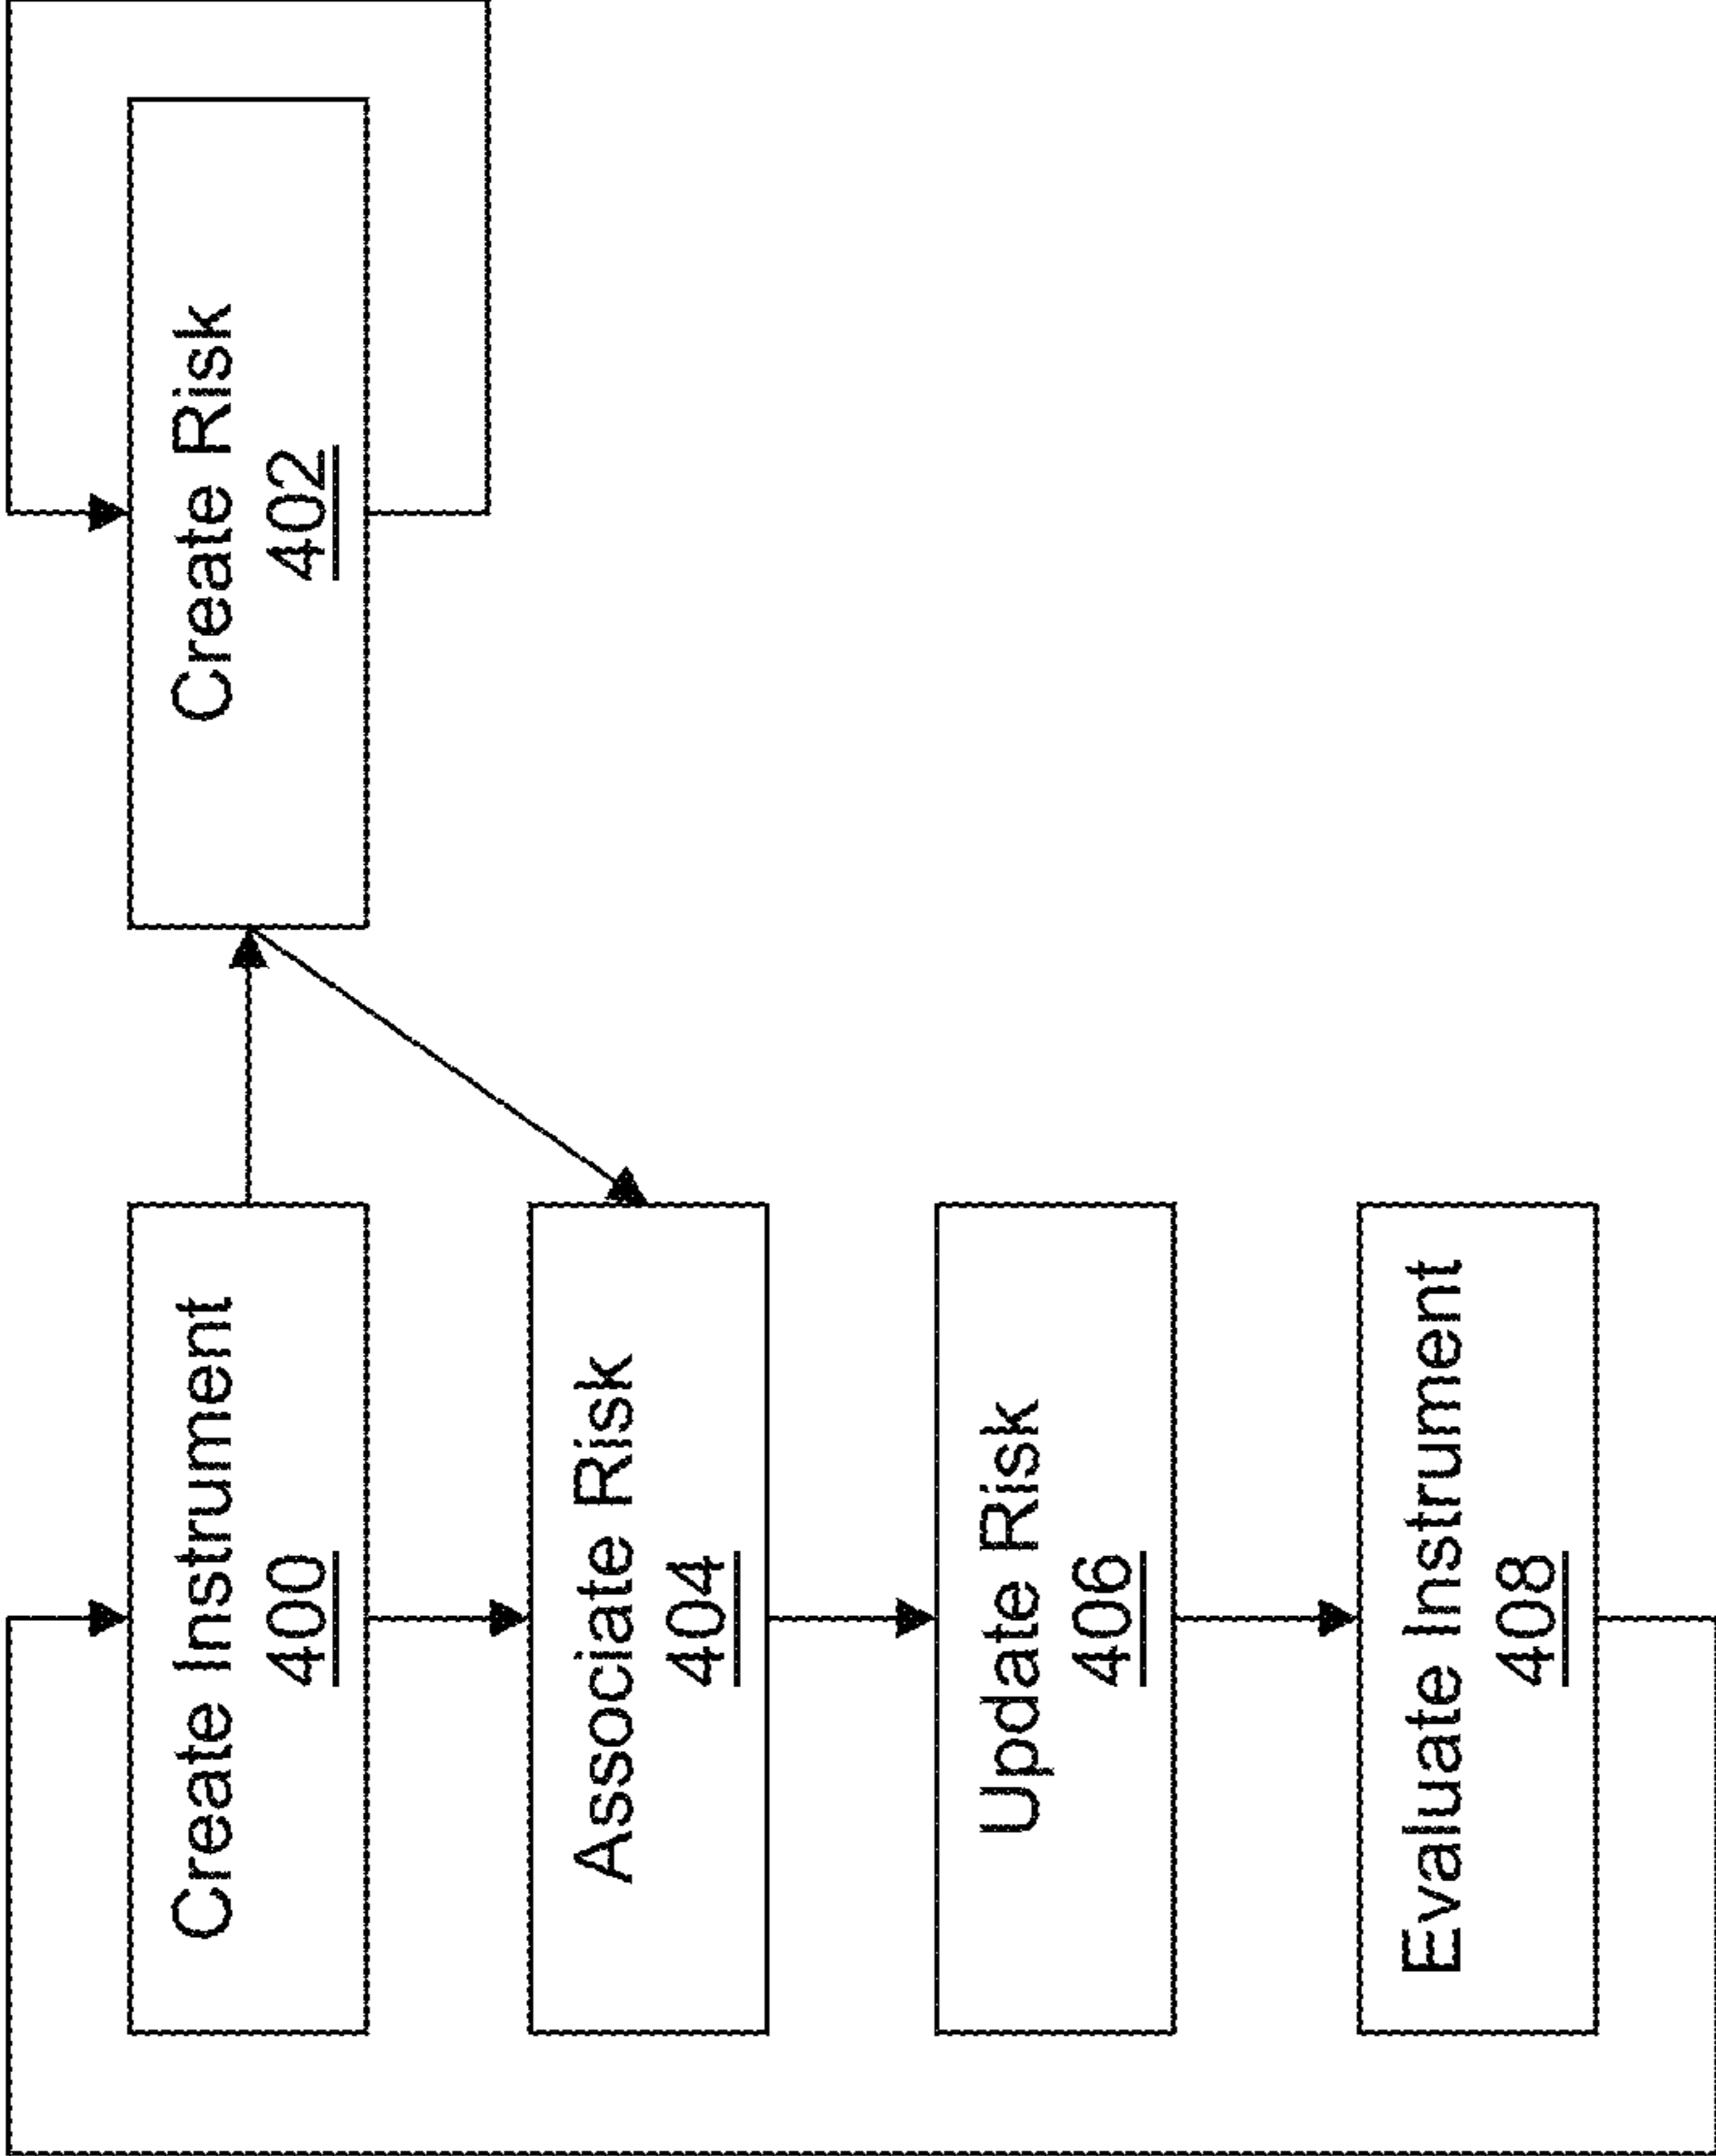 Create Instrument
400
Create Risk
402
Associate Risk
404
Update Risk
406
Evaluate Instrument
408